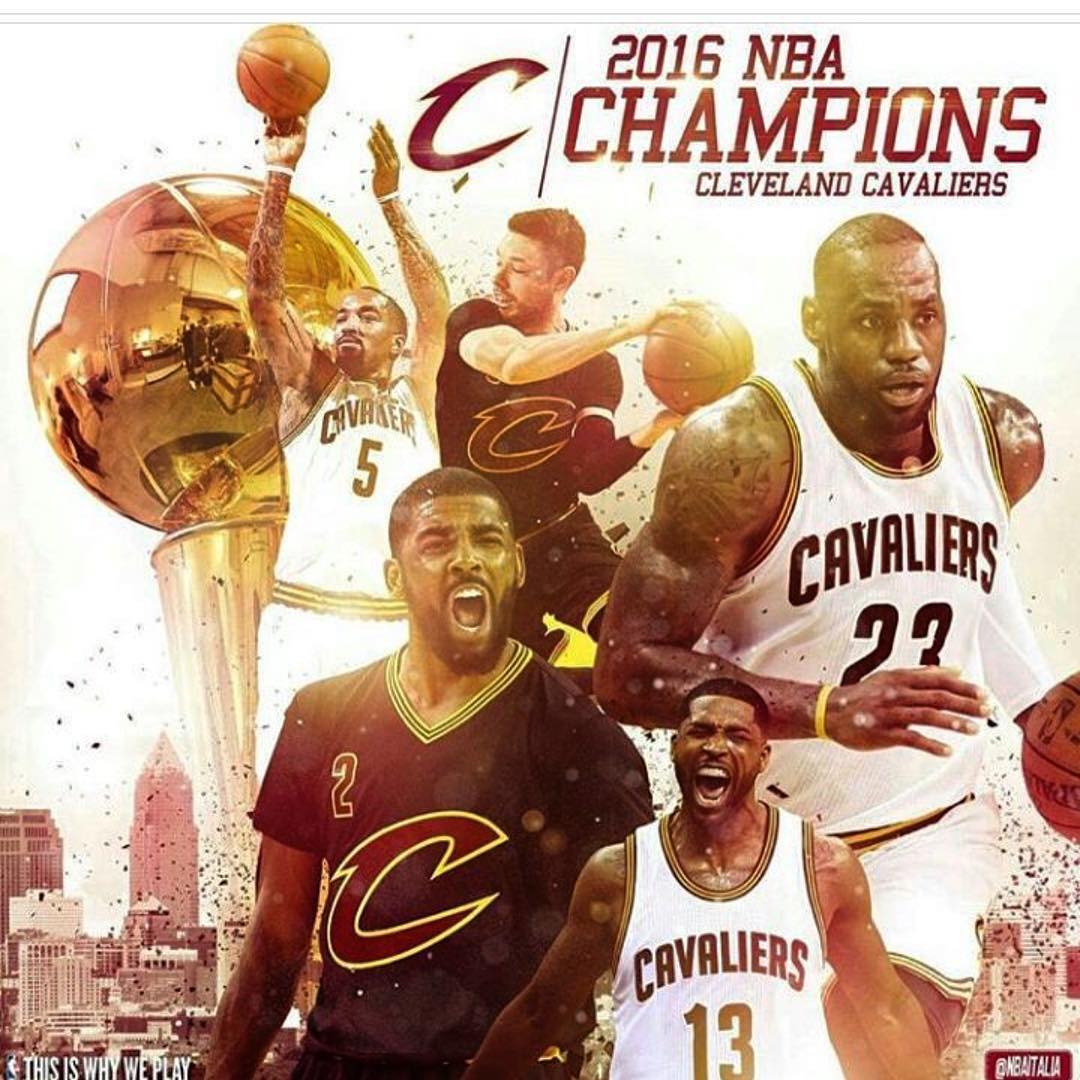 2016 NBA
CHAMPIONS
CLEVELAND CAVALIERS
CAVALIERS
5
CAVALIERS
23
2
CAVALIERS
13
THIS IS WHY WE PLAY
@NBAITALIA